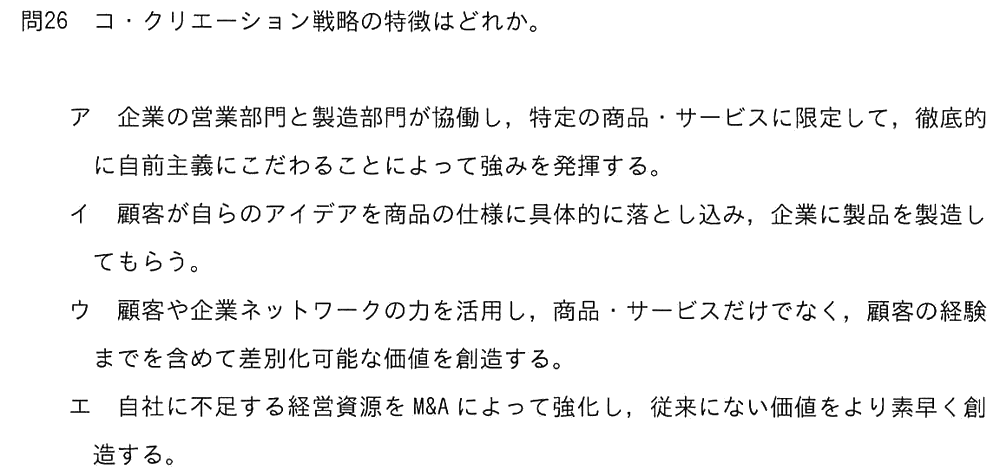 問26 コ・クリエーション戦略の特徴はどれか。
ア 企業の営業部門と製造部門が協働し，特定の商品・サービスに限定して，徹底的
に自前主義にこだわることによって強みを発揮する。
イ 顧客が自らのアイデアを商品の仕様に具体的に落とし込み，企業に製品を製造し
てもらう。
ウ 顧客や企業ネットワークの力を活用し，商品・サービスだけでなく，顧客の経験
までを含めて差別化可能な価値を創造する。
エ 自社に不足する経営資源をM&Aによって強化し，従来にない価値をより素早く創
造する。